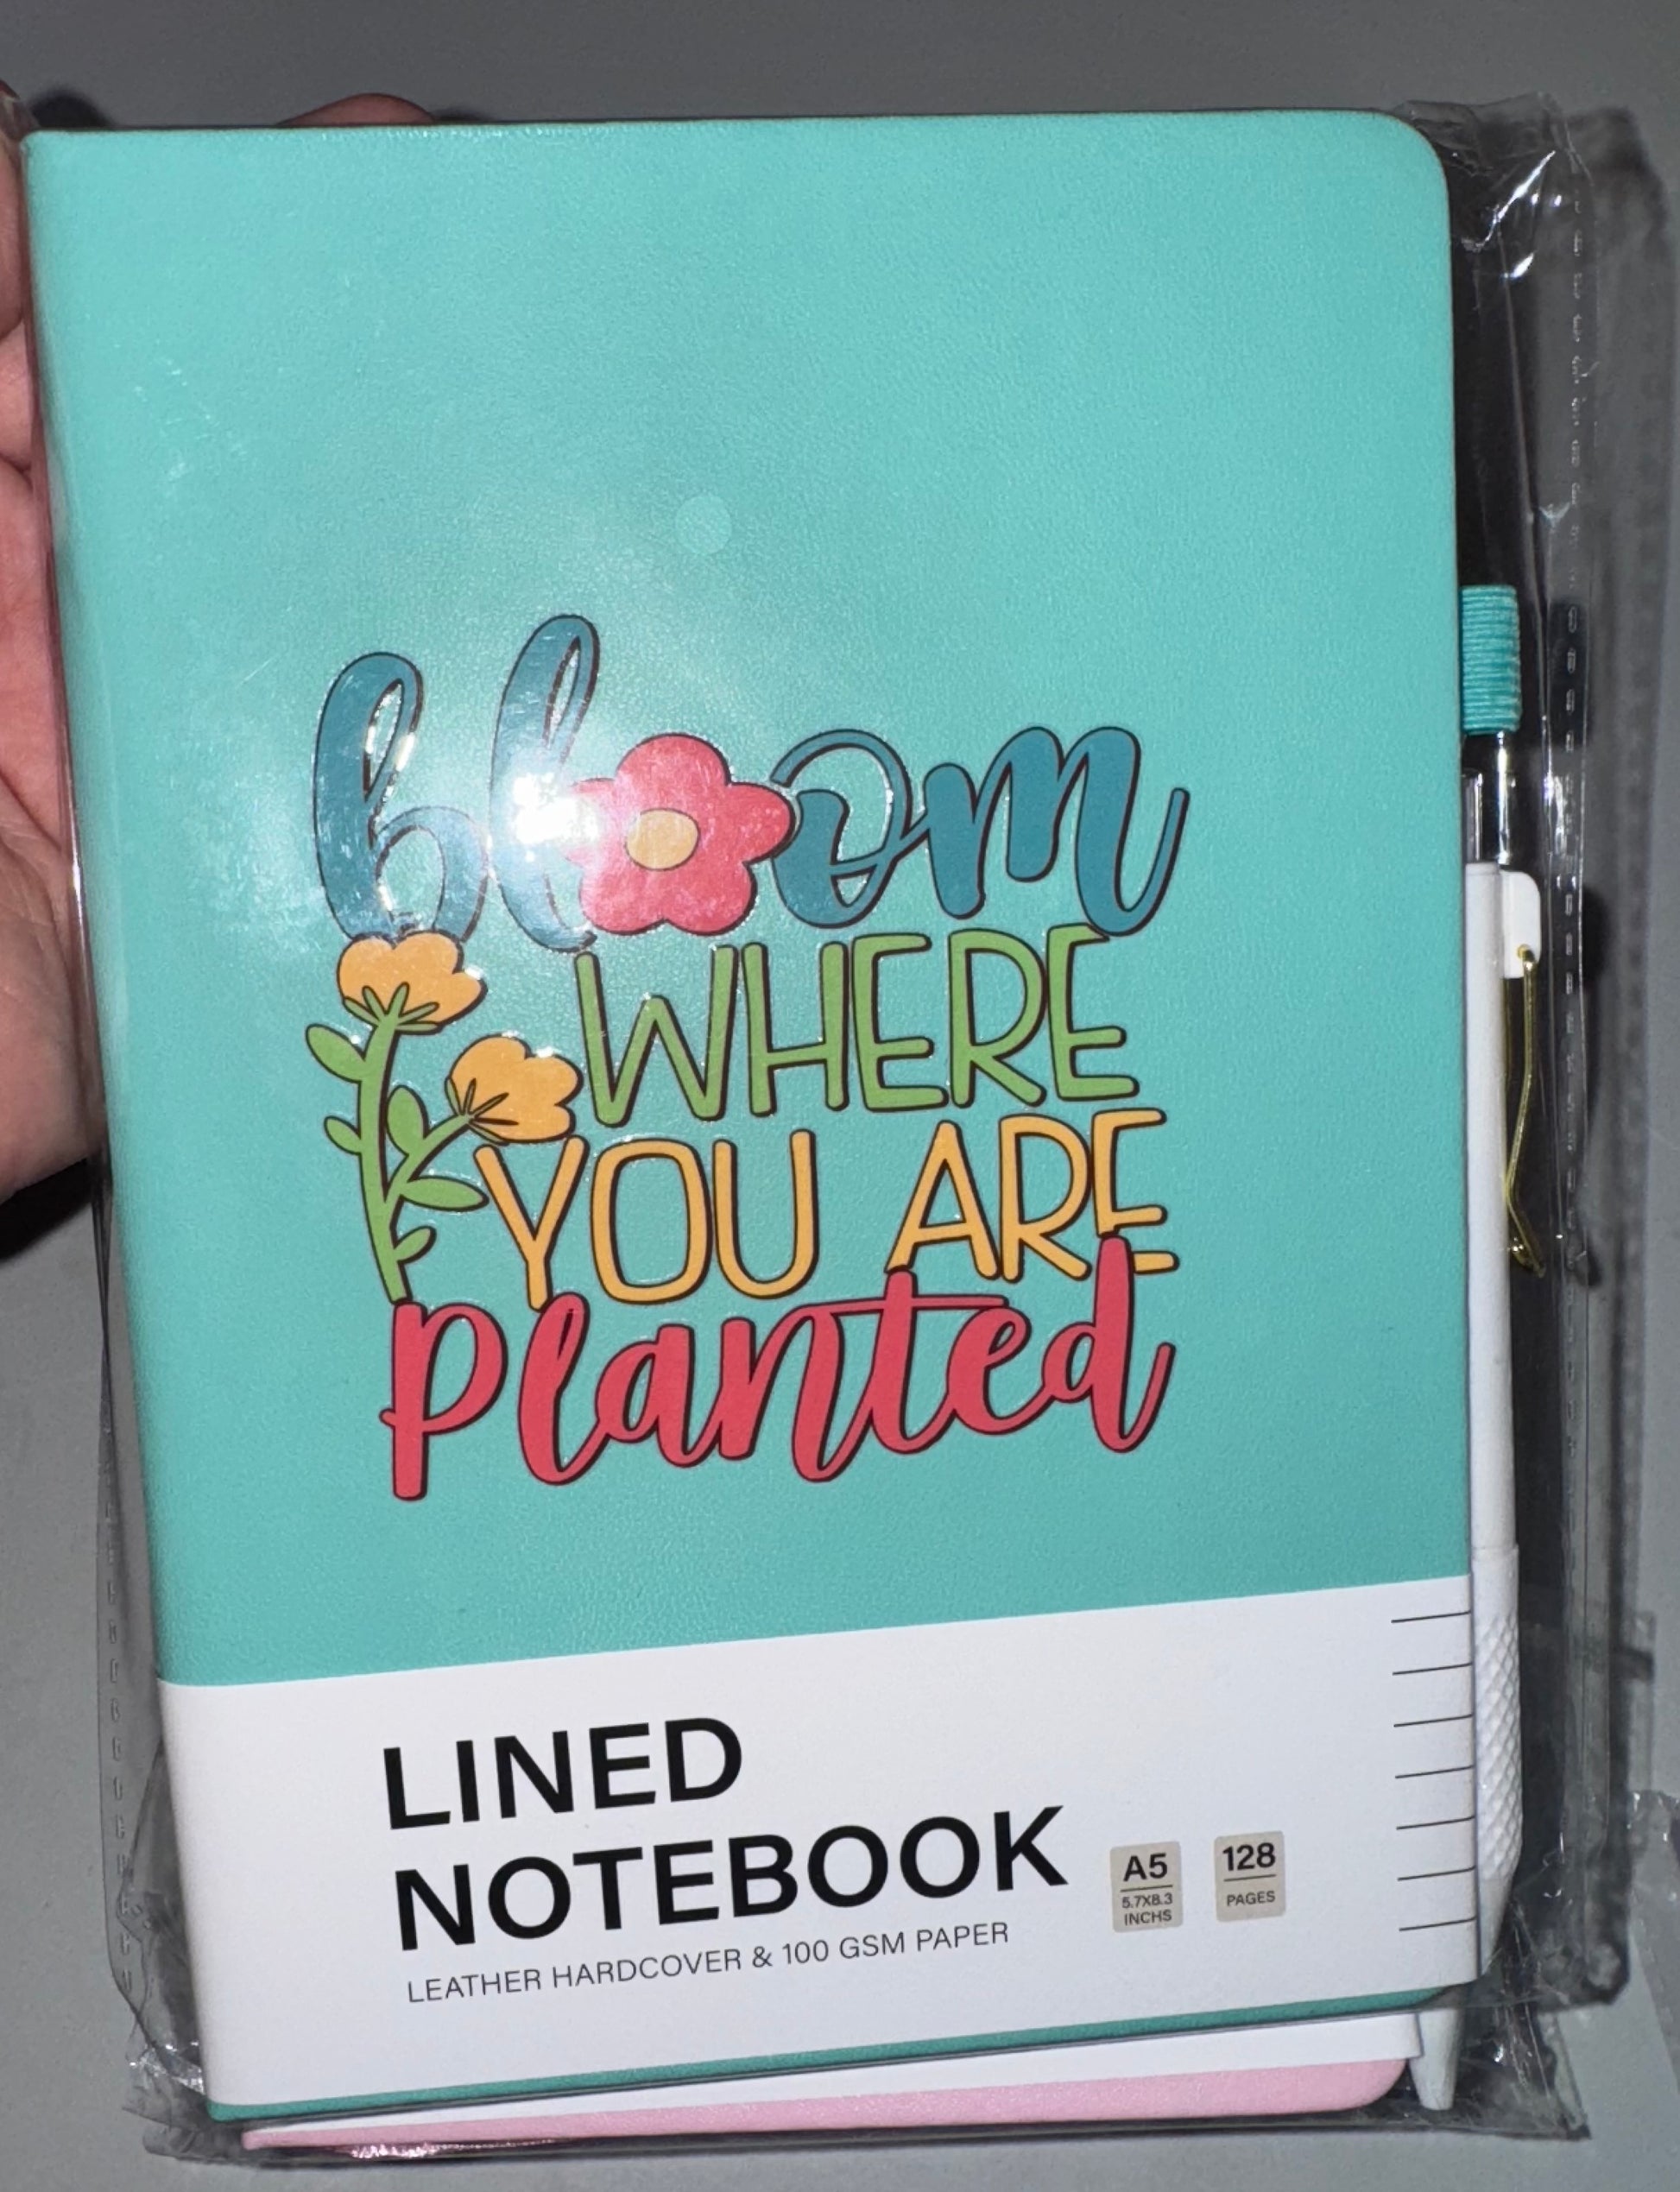 bloom
WHERE
YOU ARE
planted
LINED
NOTEBOOK
LEATHER HARDCOVER & 100 GSM PAPER
A5
5.7X8.3
INCHS
128
PAGES